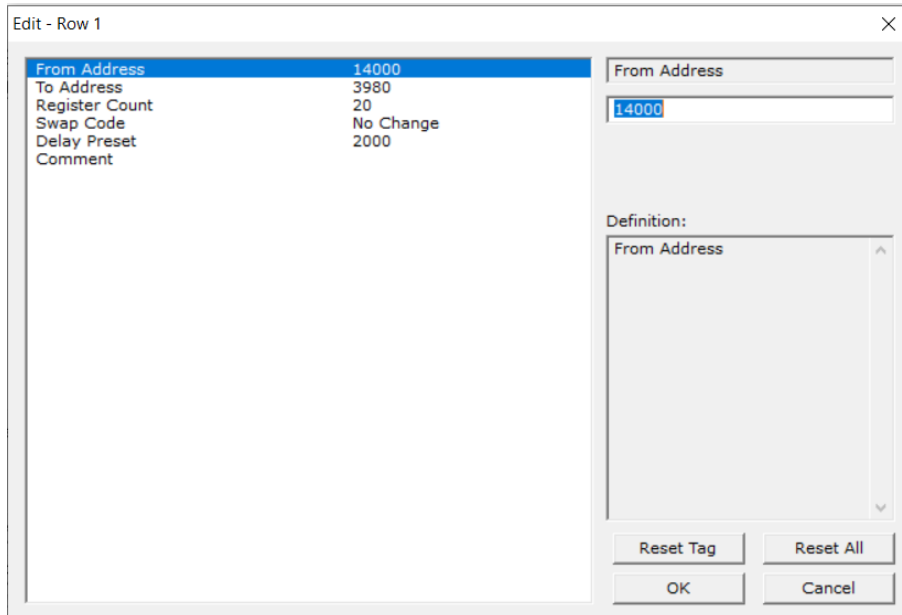 Edit - Row 1
From Address 14000
To Address 3980
Register Count 20
Swap Code No Change
Delay Preset 2000
Comment
From Address
14000
Definition:
From Address
Reset Tag Reset All
OK Cancel